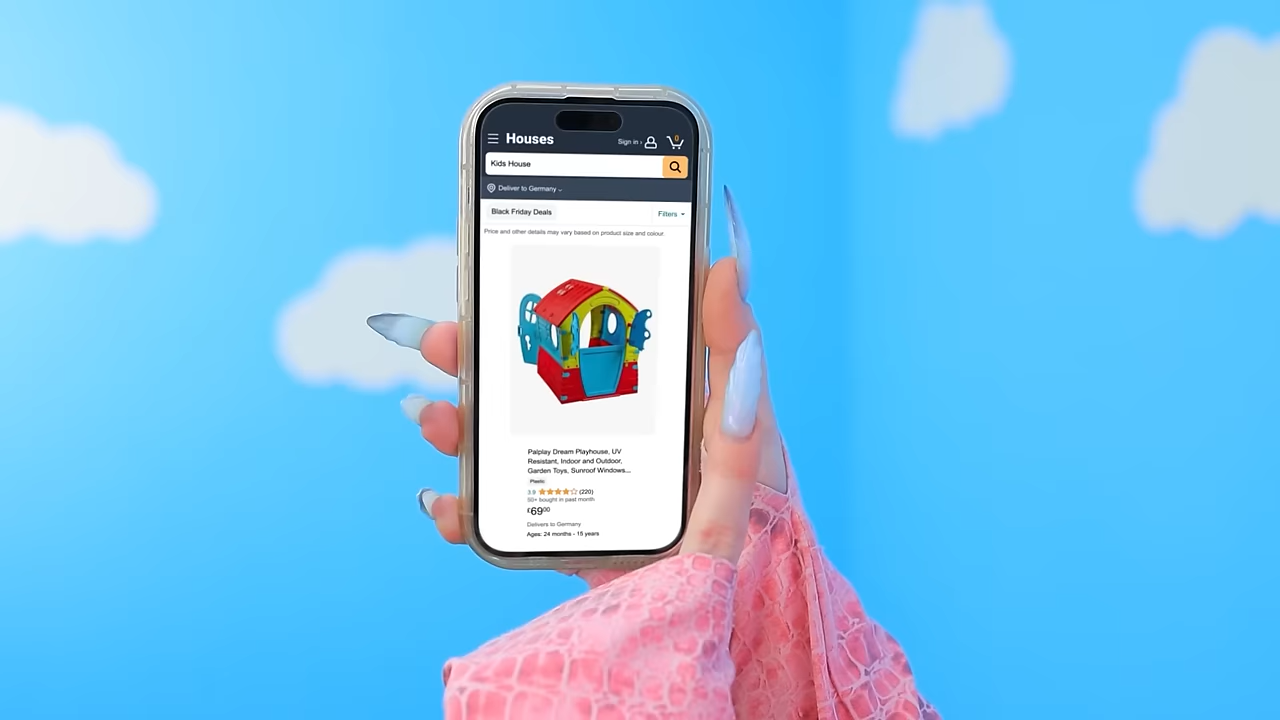 Houses
Sign in ›
0
Kids House
Deliver to Germany
Black Friday Deals
Filters
Price and other details may vary based on product size and colour.
Palplay Dream Playhouse, UV
Resistant, Indoor and Outdoor,
Garden Toys, Sunroof Windows...
Plastic
3.9 (220)
50+ bought in past month
£6900
Delivers to Germany
Ages: 24 months - 15 years